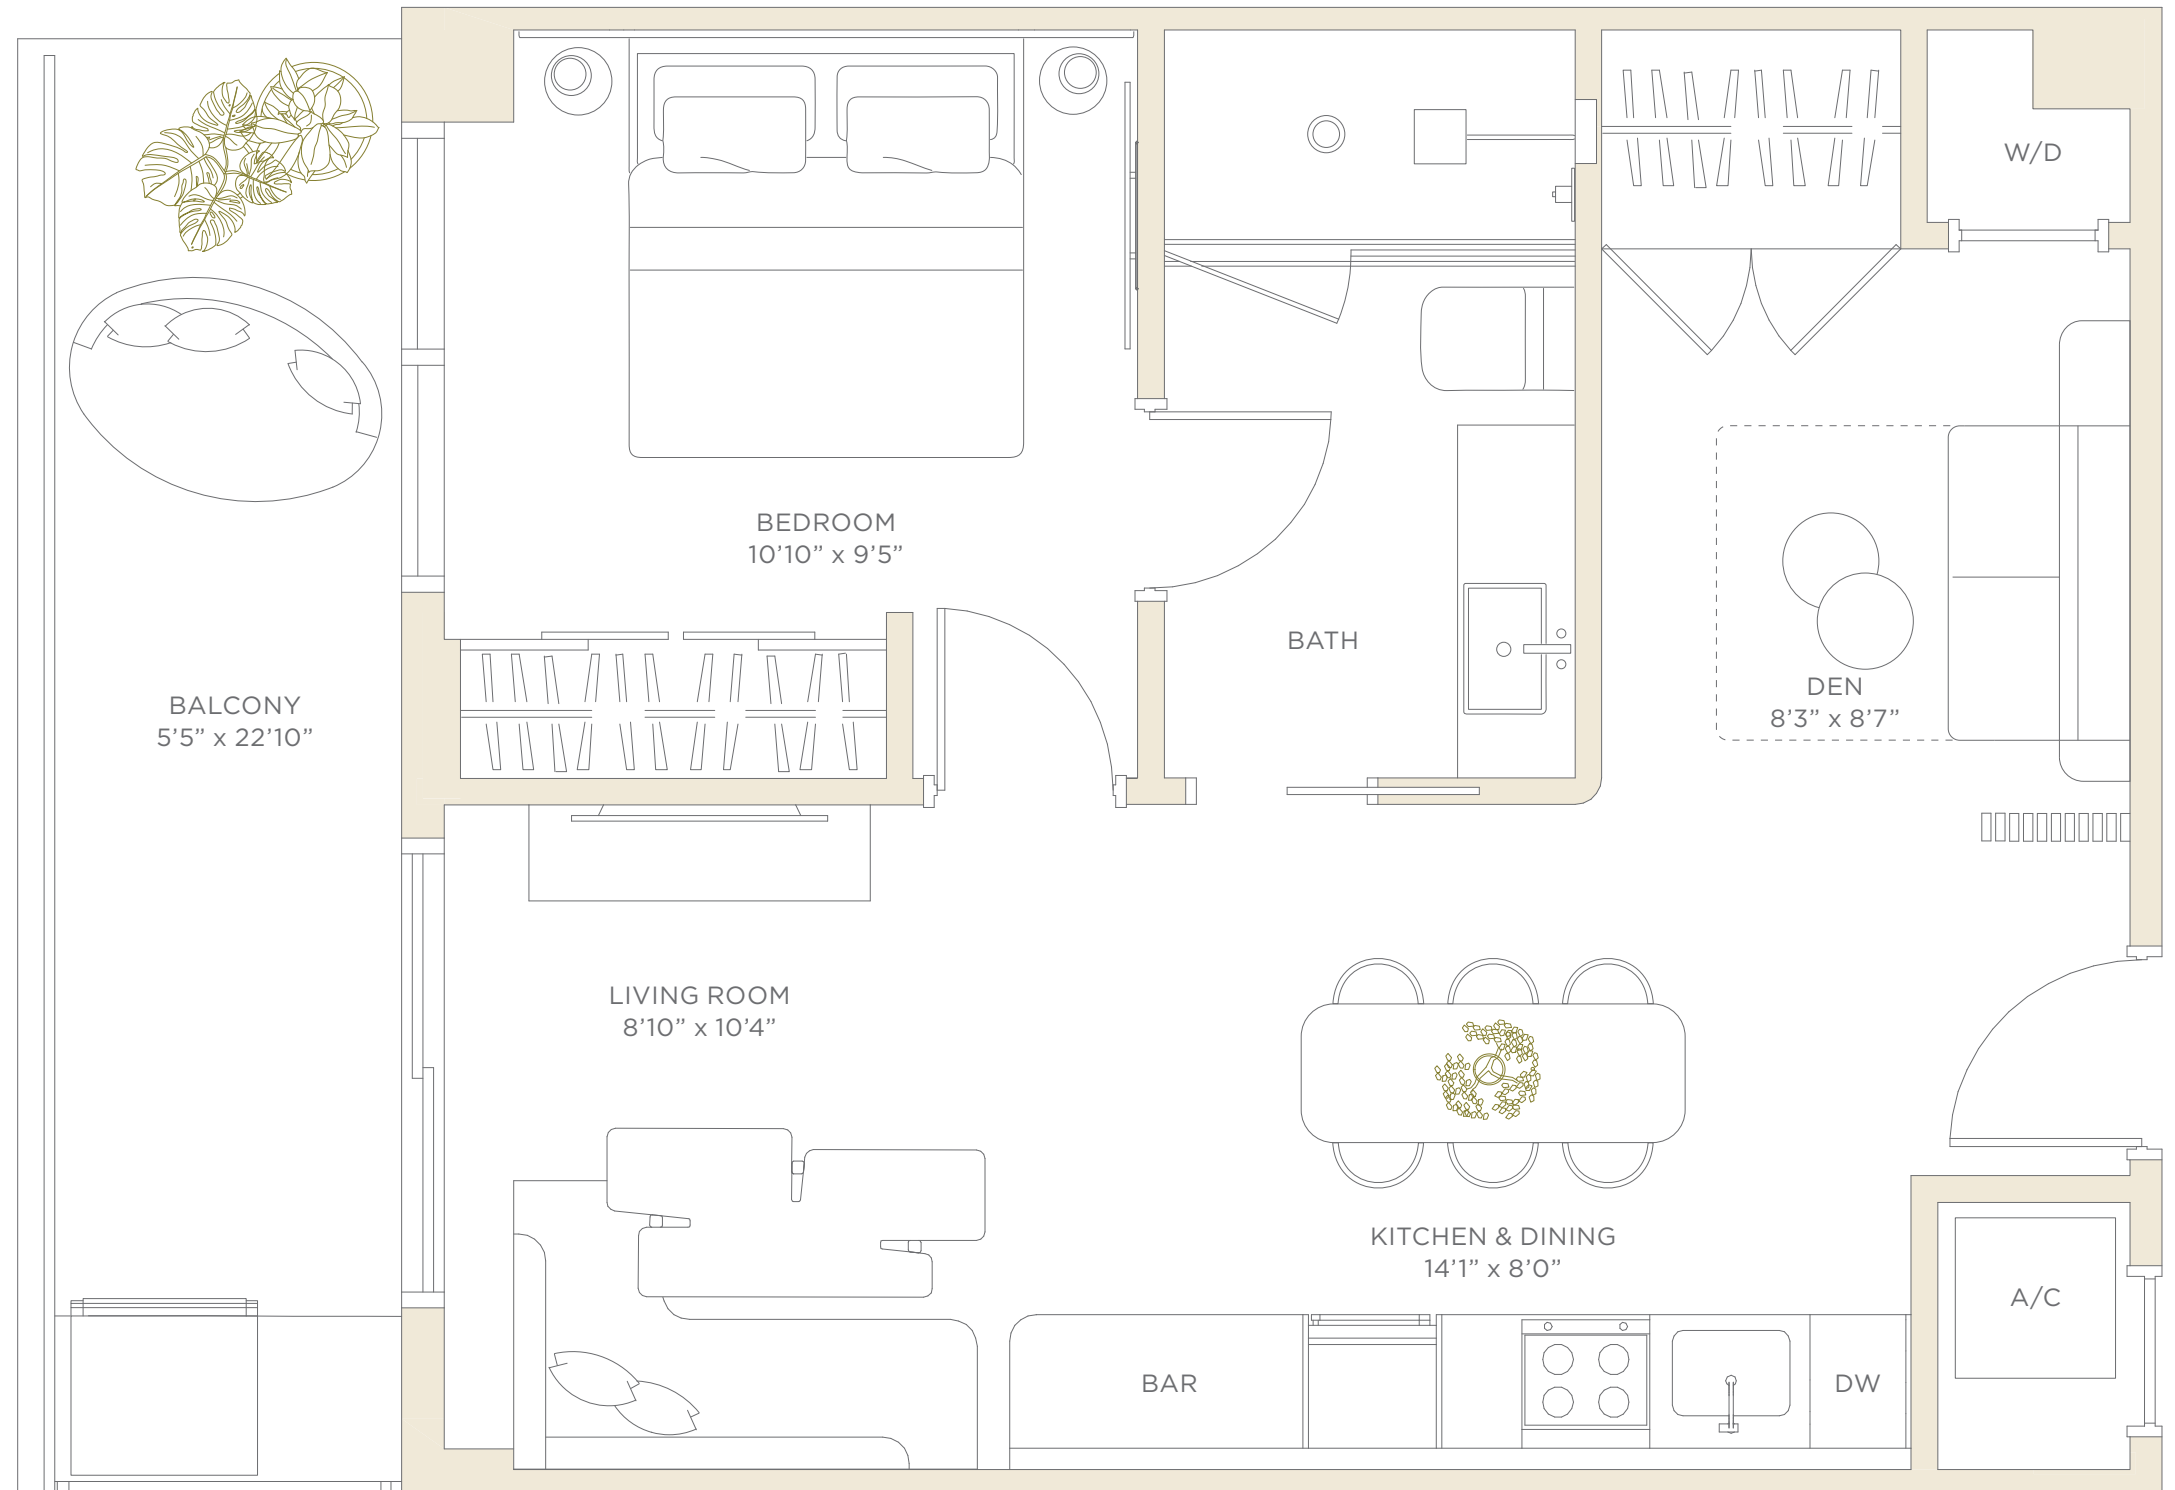 W/D
BEDROOM
10’10” x 9’5”
BATH
DEN
8’3” x 8’7”
BALCONY
5’5” x 22’10”
LIVING ROOM
8’10” x 10’4”
KITCHEN & DINING
14’1” x 8’0”
A/C
BAR
DW